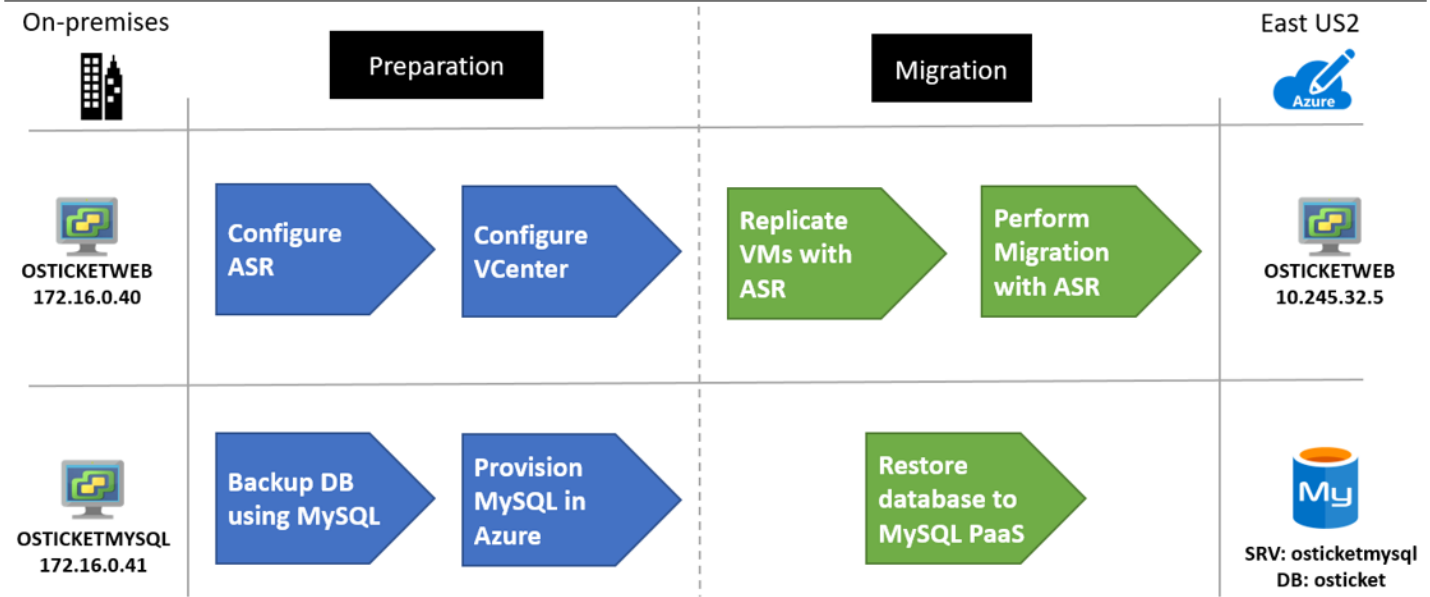 On-premises
Preparation
Migration
East US2
Azure
OSTICKETWEB
172.16.0.40
Configure
ASR
Configure
VCenter
Replicate
VMs with
ASR
Perform
Migration
with ASR
OSTICKETWEB
10.245.32.5
OSTICKETMYSQL
172.16.0.41
Backup DB
using MySQL
Provision
MySQL in
Azure
Restore
database to
MySQL PaaS
My
SRV: osticketmysql
DB: osticket